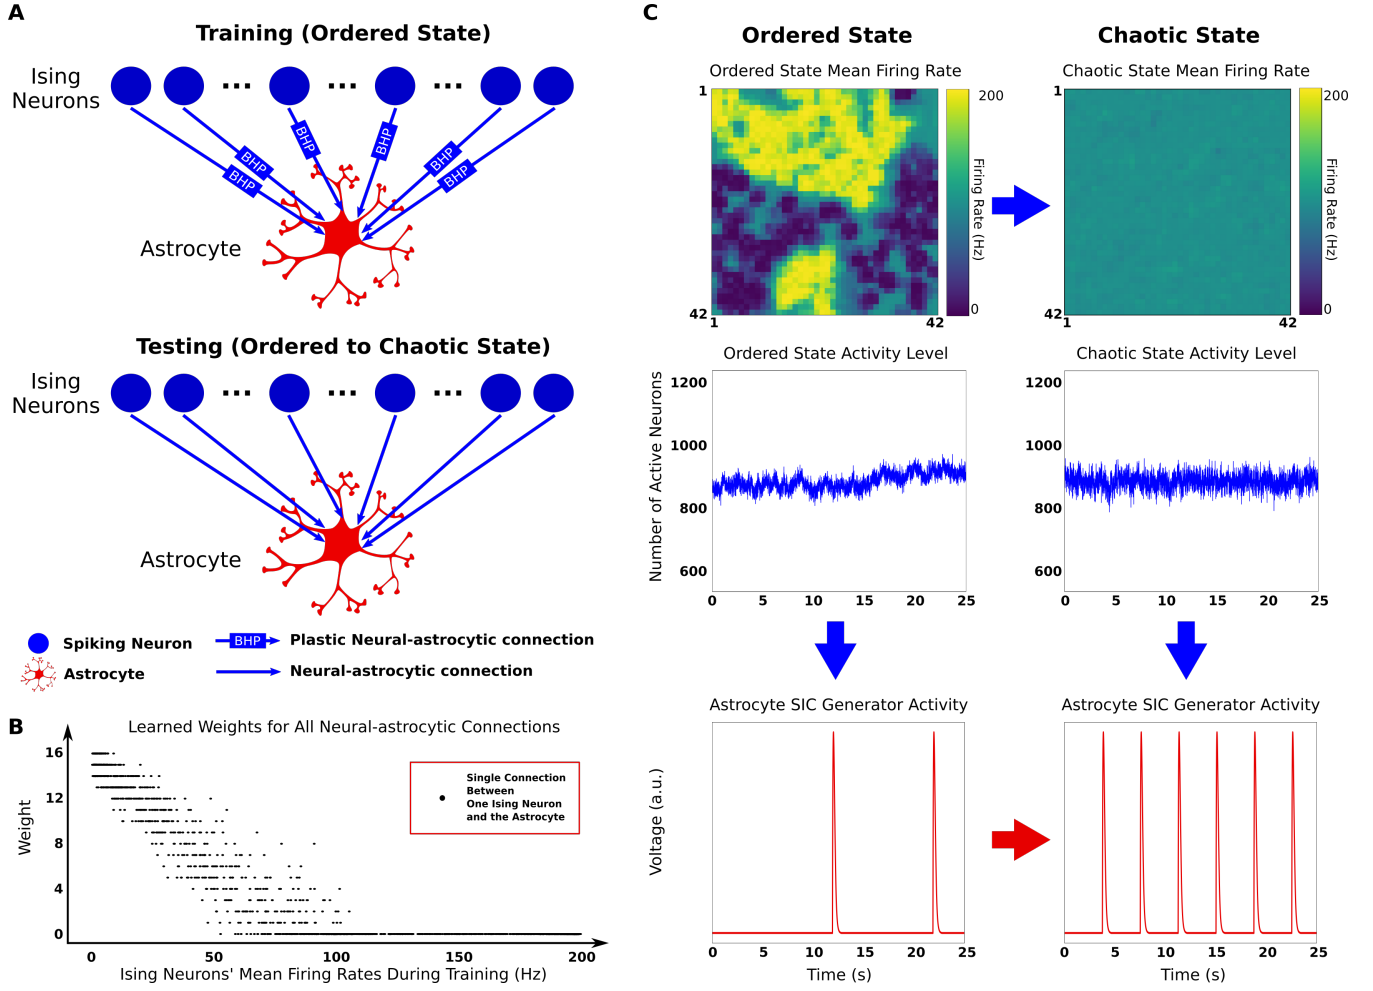 A
Training (Ordered State)
Ising
Neurons
... ... ...
BHP
BHP
BHP
BHP
BHP
BHP
Astrocyte
Testing (Ordered to Chaotic State)
Ising
Neurons
... ... ...
Astrocyte
Spiking Neuron
BHP
Plastic Neural-astrocytic connection
Astrocyte
Neural-astrocytic connection
B
Learned Weights for All Neural-astrocytic Connections
Weight
16
12
8
4
0
Single Connection
Between
One Ising Neuron
and the Astrocyte
0 50 100 150 200
Ising Neurons' Mean Firing Rates During Training (Hz)
C
Ordered State
Chaotic State
Ordered State Mean Firing Rate
1
42
1 42
200
0
Firing Rate (Hz)
Chaotic State Mean Firing Rate
1
42
1 42
200
0
Firing Rate (Hz)
Ordered State Activity Level
Number of Active Neurons
1200
1000
800
600
0 5 10 15 20 25
Chaotic State Activity Level
1200
1000
800
600
0 5 10 15 20 25
Astrocyte SIC Generator Activity
Voltage (a.u.)
0 5 10 15 20 25
Time (s)
Astrocyte SIC Generator Activity
0 5 10 15 20 25
Time (s)